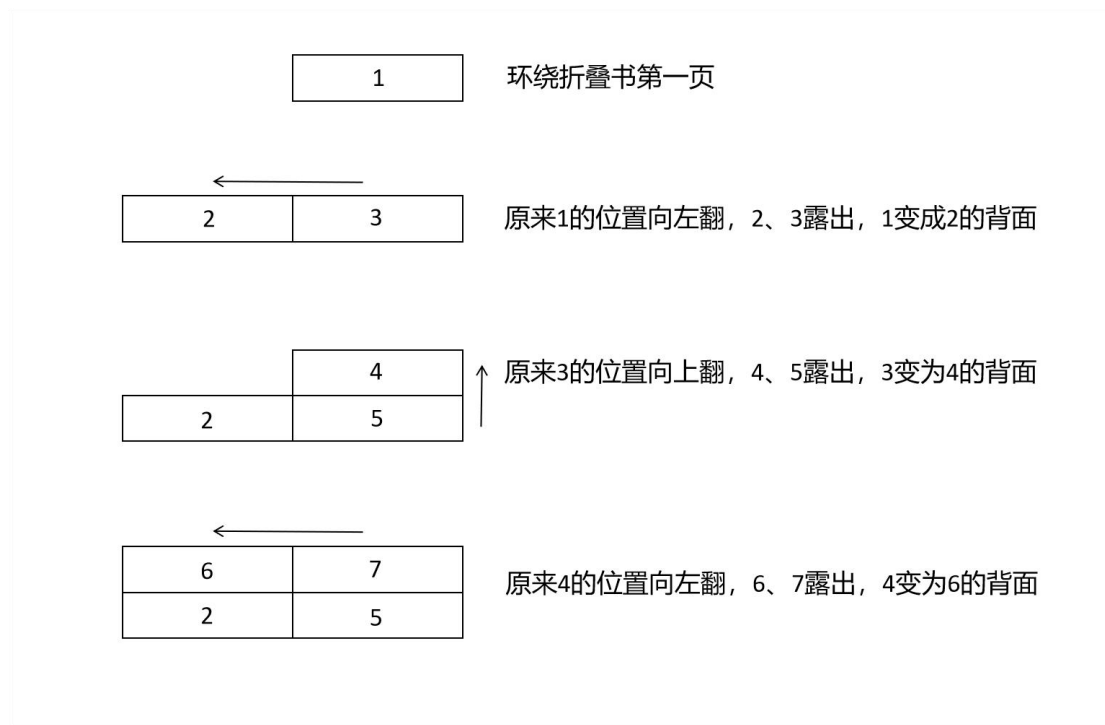 1 环绕折叠书第一页
2 3 原来1的位置向左翻，2、3露出，1变成2的背面
4 原来3的位置向上翻，4、5露出，3变为4的背面
2 5
6 7
原来4的位置向左翻，6、7露出，4变为6的背面
2 5